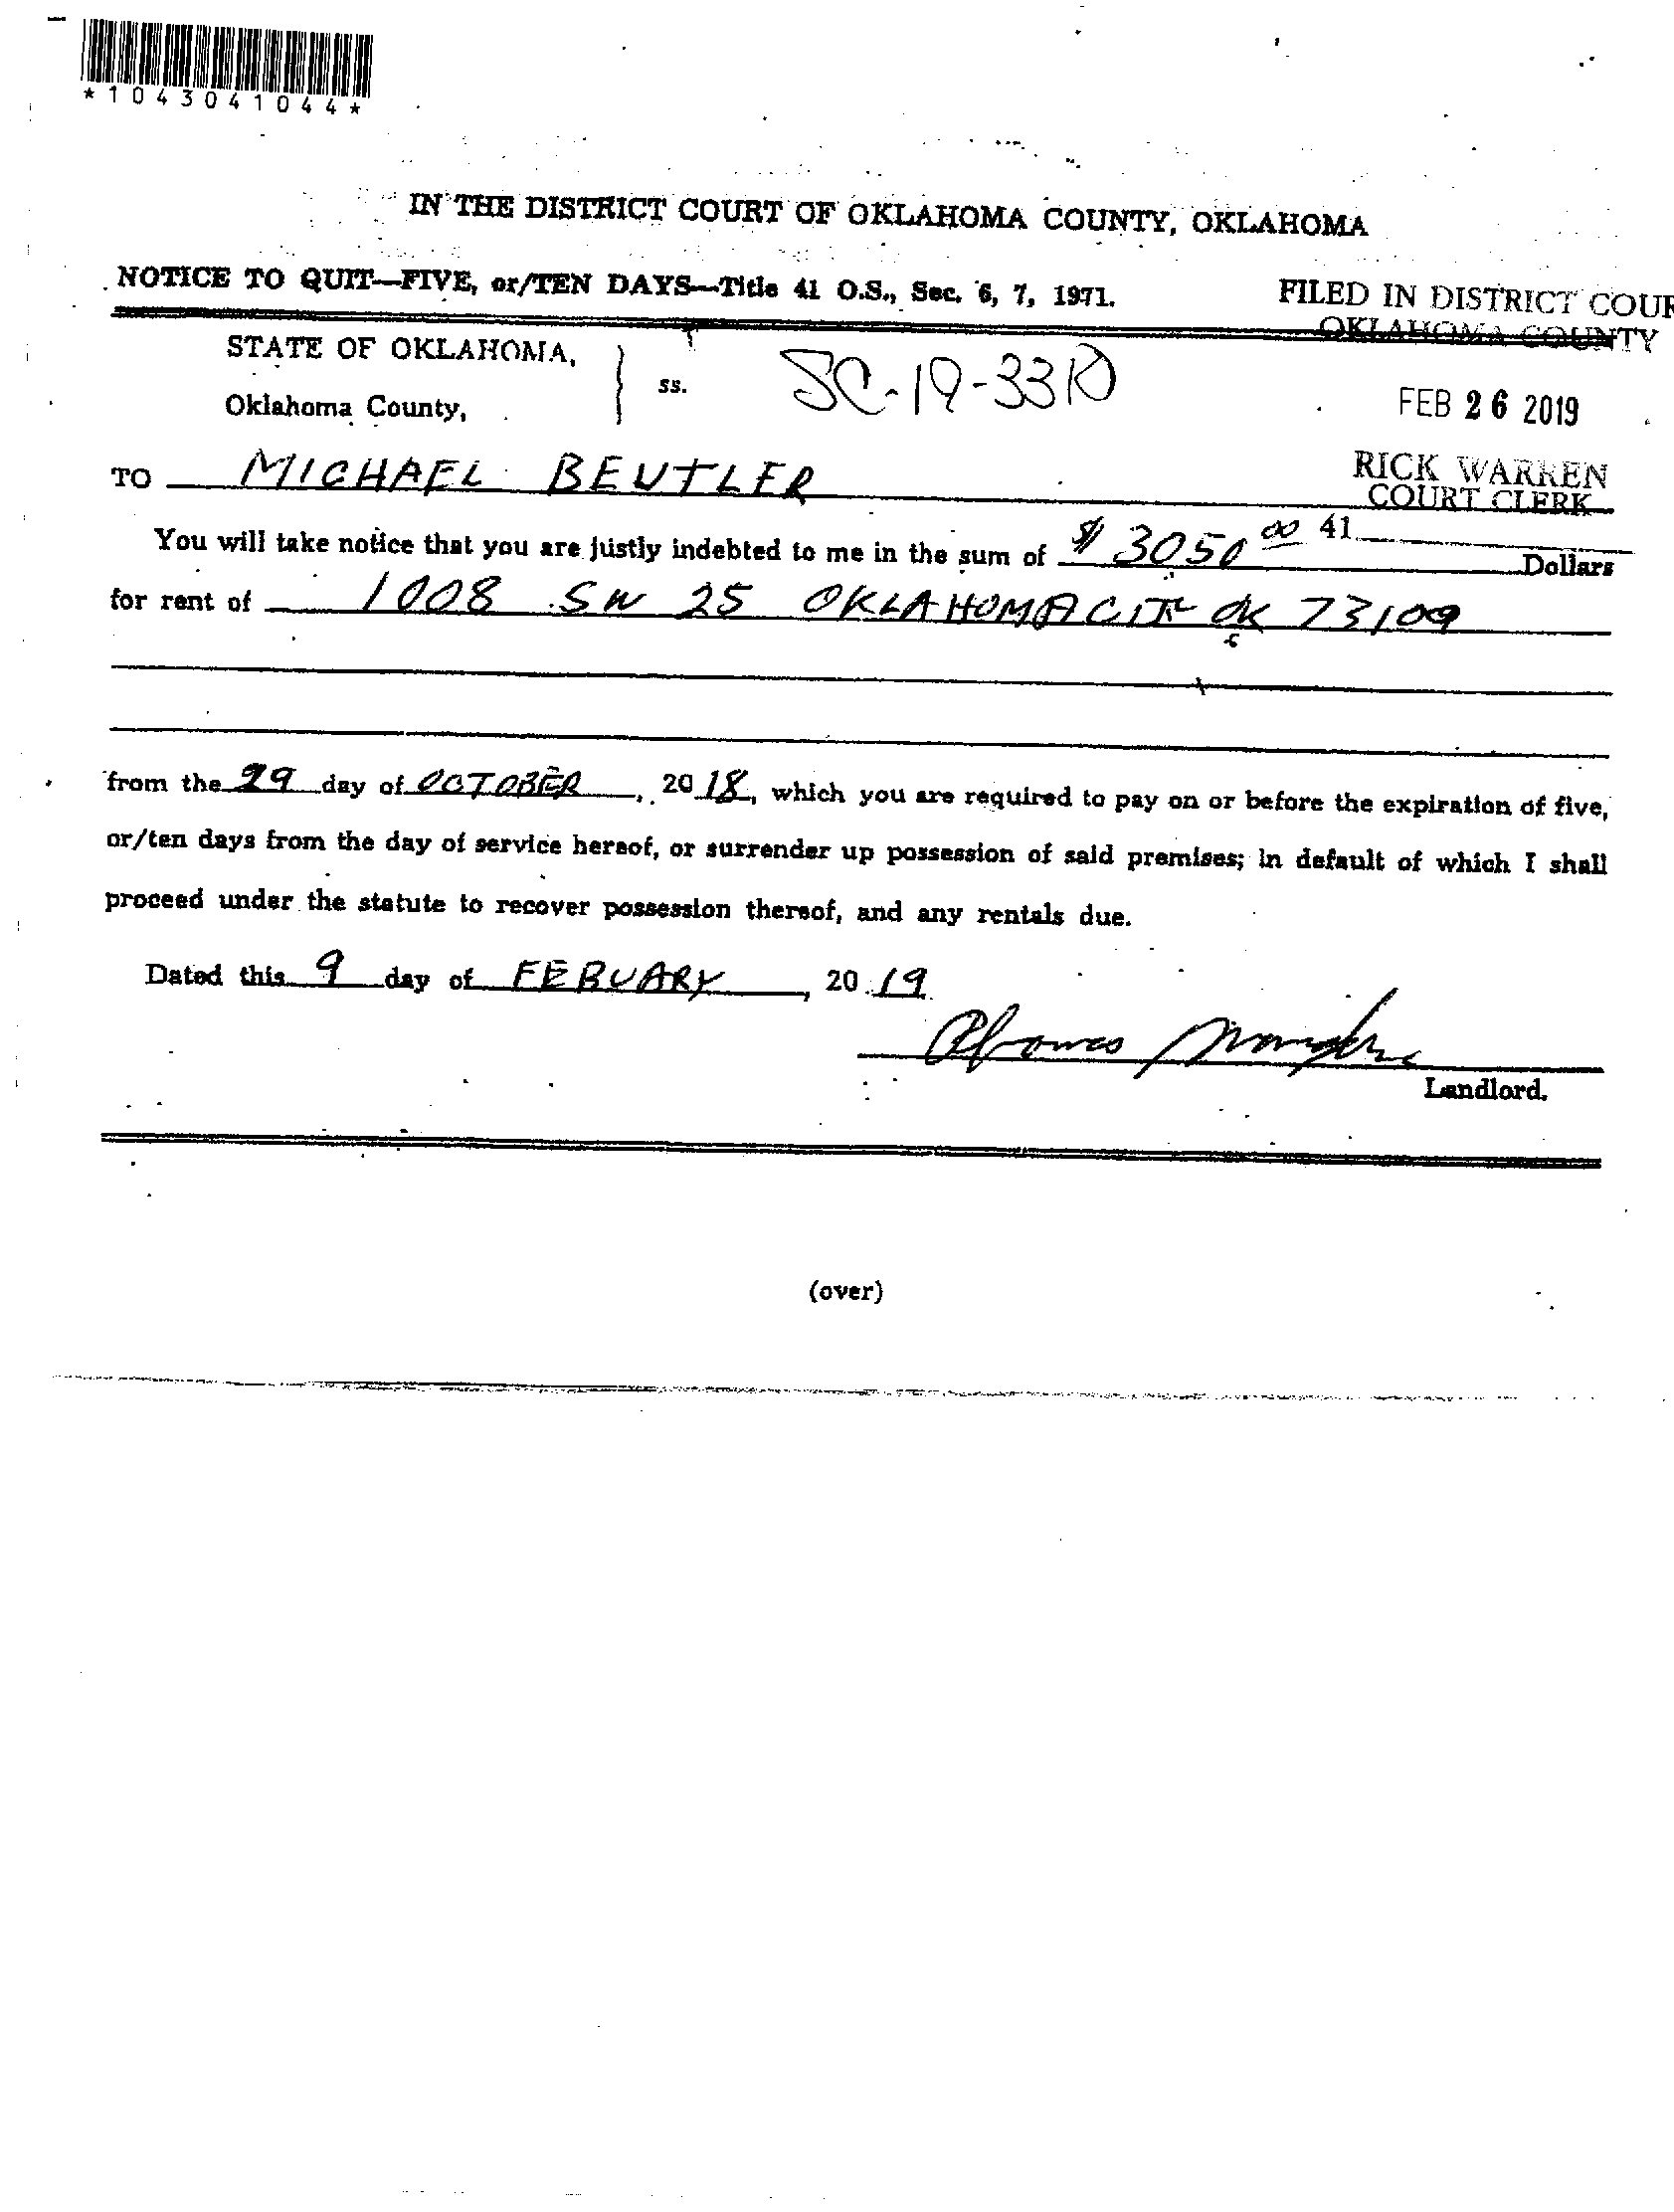 *1043041044*
IN THE DISTRICT COURT OF OKLAHOMA COUNTY, OKLAHOMA
NOTICE TO QUIT—FIVE, or/TEN DAYS—Title 41 O.S., Sec. 6, 7, 1971.
FILED IN DISTRICT COUR
OKLAHOMA COUNTY
STATE OF OKLAHOMA,
Oklahoma County,
ss.
SC-19-33
FEB 26 2019
RICK WARREN
COURT CLERK
TO MICHAEL BEUTLER
41
You will take notice that you are justly indebted to me in the sum of $ 3050 00 Dollars
for rent of 1008 SW 25 OKLAHOMA CITY OK 73109
from the 29 day of OCTOBER, 2018, which you are required to pay on or before the expiration of five,
or/ten days from the day of service hereof, or surrender up possession of said premises; in default of which I shall
proceed under the statute to recover possession thereof, and any rentals due.
Dated this 9 day of FEBUARY, 2019
Landlord.
(over)